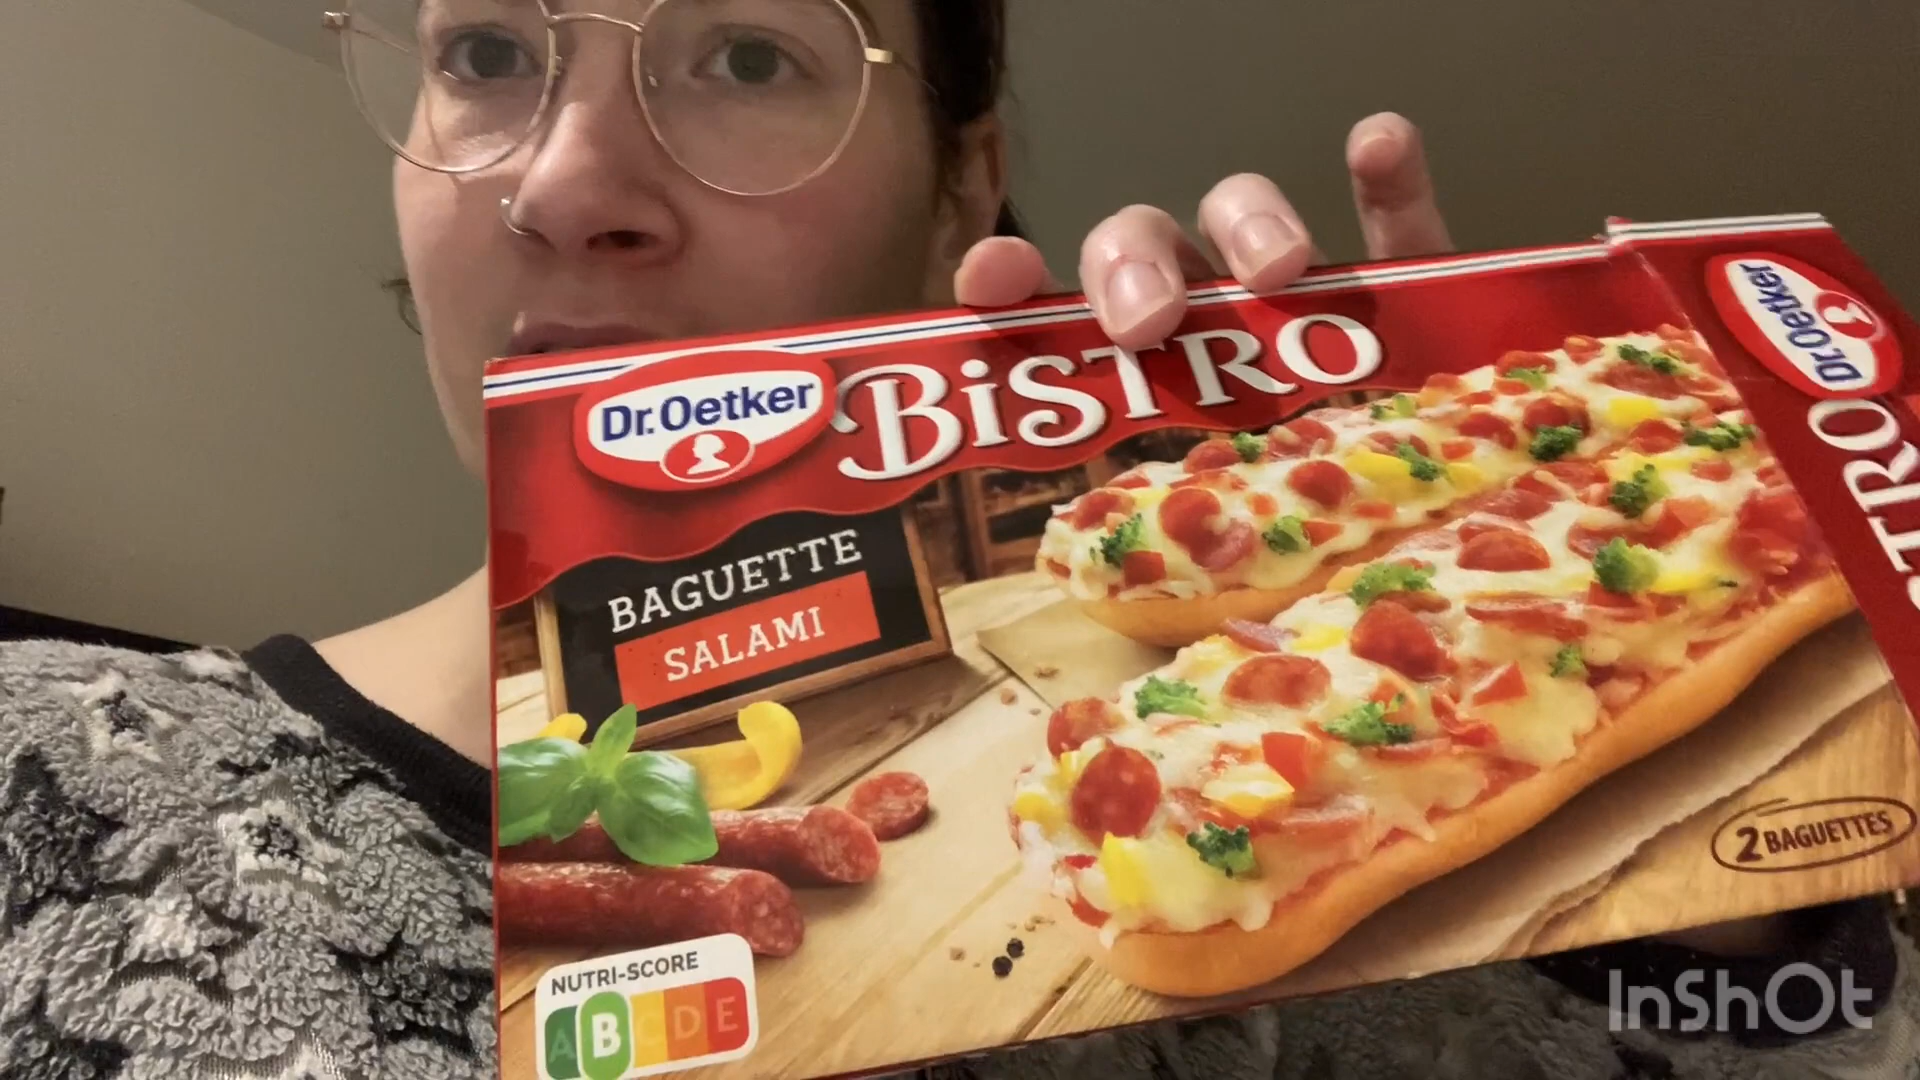 Dr. Oetker
BiSTRO
BAGUETTE
SALAMI
2 BAGUETTES
NUTRI-SCORE
A B C D E
Dr. Oetker
STRO
InShOt